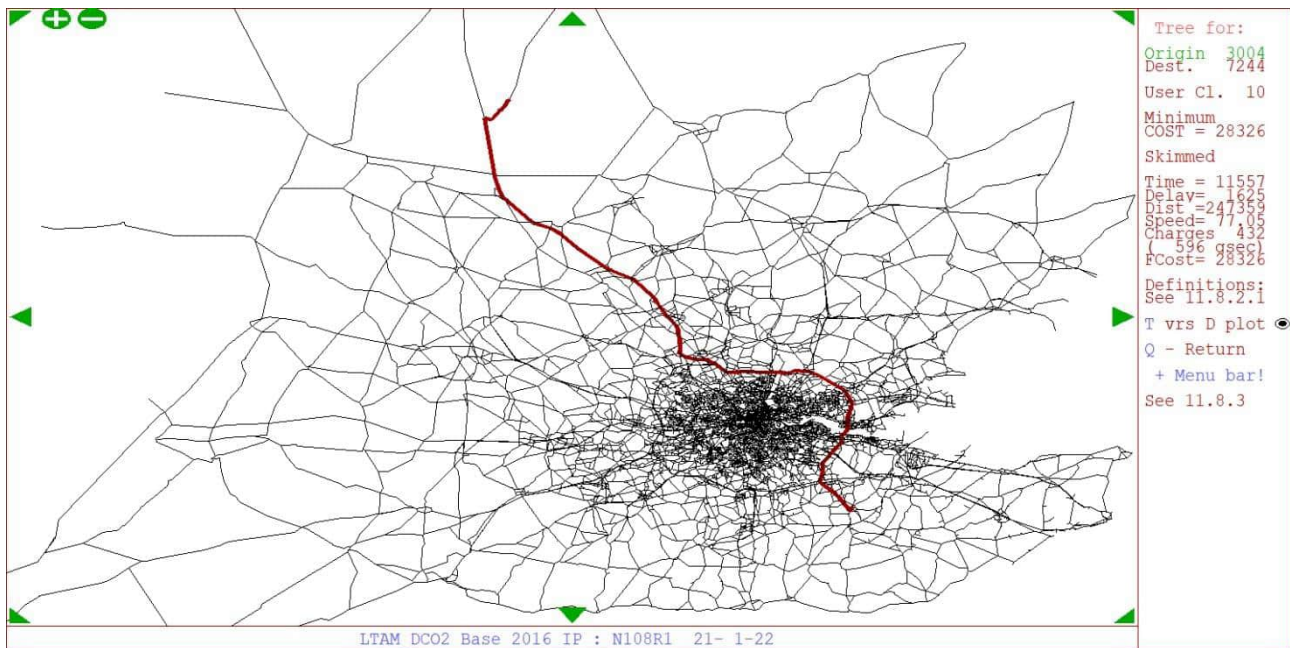 Tree for:
Origin 3004
Dest. 7244
User Cl. 10
Minimum
COST = 28326
Skimmed
Time = 11557
Delay= 1625
Dist =247359
Speed= 77.05
Charges 432
( 596 gsec)
FCost= 28326
Definitions:
See 11.8.2.1
T vrs D plot
Q - Return
+ Menu bar!
See 11.8.3
LTAM DCO2 Base 2016 IP : N108R1 21- 1-22